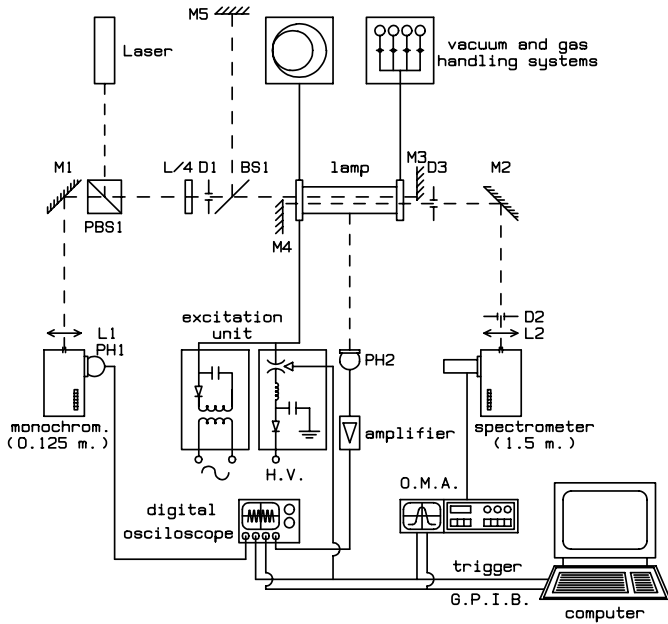 M5
Laser
vacuum and gas
handling systems
M1
L/4 D1 BS1
lamp
M3
D3
M2
PBS1
M4
excitation
unit
D2
L2
L1
PH1
PH2
monochrom.
(0.125 m.)
amplifier
spectrometer
(1.5 m.)
H.V.
O.M.A.
digital
osciloscope
trigger
G.P.I.B.
computer